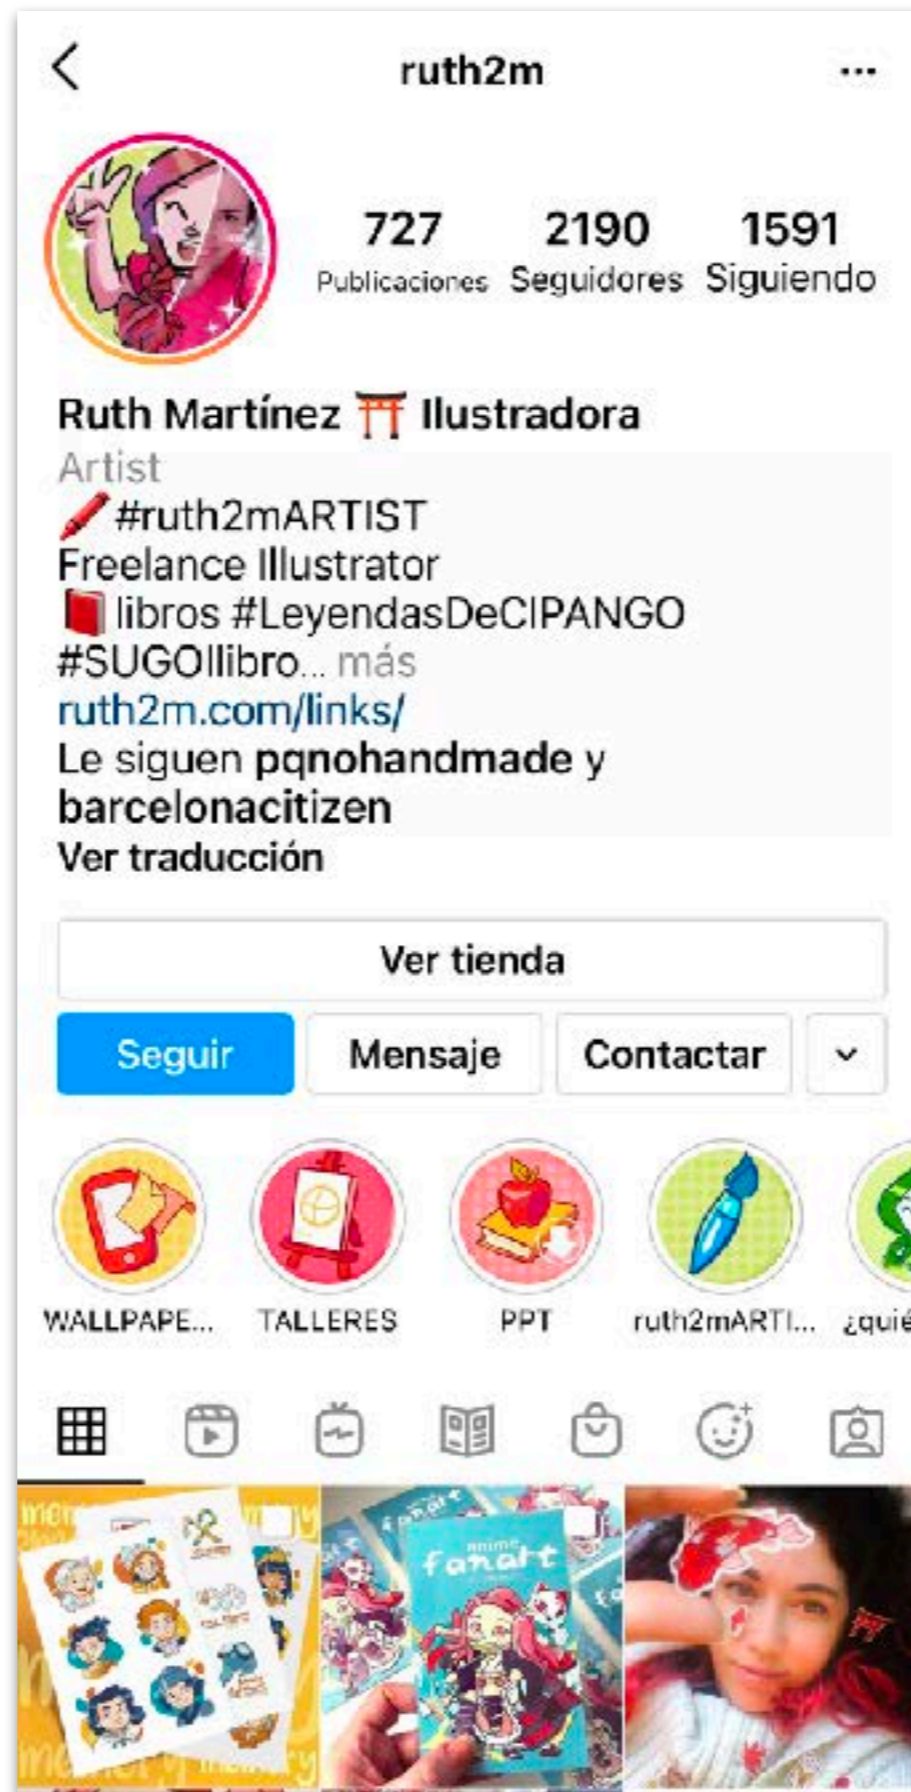 ruth2m
727 2190 1591
Publicaciones Seguidores Siguiendo
Ruth Martínez ⛩️ Ilustradora
Artist
🖍️#ruth2mARTIST
Freelance Illustrator
📕libros #LeyendasDeCIPANGO
#SUGOIlibro... más
ruth2m.com/links/
Le siguen pqnohandmade y
barcelonacitizen
Ver traducción
Ver tienda
Seguir Mensaje Contactar
WALLPAPE... TALLERES PPT ruth2mARTI... ¿quié
anime
fanart